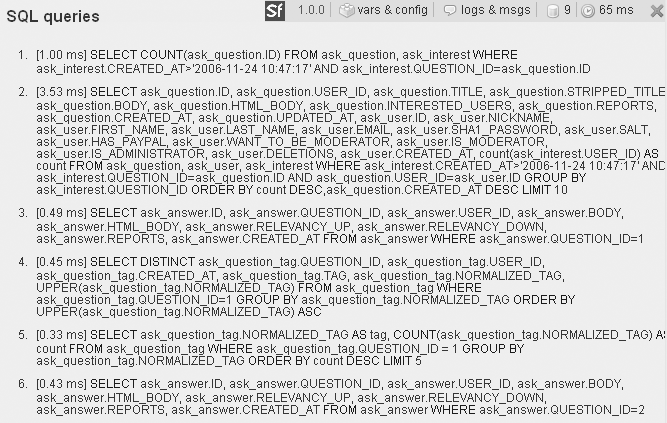 SQL queries
Sf 1.0.0 vars & config logs & msgs 9 65 ms
1. [1.00 ms] SELECT COUNT(ask_question.ID) FROM ask_question, ask_interest WHERE
ask_interest.CREATED_AT>'2006-11-24 10:47:17' AND ask_interest.QUESTION_ID=ask_question.ID
2. [3.53 ms] SELECT ask_question.ID, ask_question.USER_ID, ask_question.TITLE, ask_question.STRIPPED_TITLE
ask_question.BODY, ask_question.HTML_BODY, ask_question.INTERESTED_USERS, ask_question.REPORTS,
ask_question.CREATED_AT, ask_question.UPDATED_AT, ask_user.ID, ask_user.NICKNAME,
ask_user.FIRST_NAME, ask_user.LAST_NAME, ask_user.EMAIL, ask_user.SHA1_PASSWORD, ask_user.SALT,
ask_user.HAS_PAYPAL, ask_user.WANT_TO_BE_MODERATOR, ask_user.IS_MODERATOR,
ask_user.IS_ADMINISTRATOR, ask_user.DELETIONS, ask_user.CREATED_AT, count(ask_interest.USER_ID) AS
count FROM ask_question, ask_user, ask_interest WHERE ask_interest.CREATED_AT>'2006-11-24 10:47:17' AND
ask_interest.QUESTION_ID=ask_question.ID AND ask_question.USER_ID=ask_user.ID GROUP BY
ask_interest.QUESTION_ID ORDER BY count DESC,ask_question.CREATED_AT DESC LIMIT 10
3. [0.49 ms] SELECT ask_answer.ID, ask_answer.QUESTION_ID, ask_answer.USER_ID, ask_answer.BODY,
ask_answer.HTML_BODY, ask_answer.RELEVANCY_UP, ask_answer.RELEVANCY_DOWN,
ask_answer.REPORTS, ask_answer.CREATED_AT FROM ask_answer WHERE ask_answer.QUESTION_ID=1
4. [0.45 ms] SELECT DISTINCT ask_question_tag.QUESTION_ID, ask_question_tag.USER_ID,
ask_question_tag.CREATED_AT, ask_question_tag.TAG, ask_question_tag.NORMALIZED_TAG,
UPPER(ask_question_tag.NORMALIZED_TAG) FROM ask_question_tag WHERE
ask_question_tag.QUESTION_ID=1 GROUP BY ask_question_tag.NORMALIZED_TAG ORDER BY
UPPER(ask_question_tag.NORMALIZED_TAG) ASC
5. [0.33 ms] SELECT ask_question_tag.NORMALIZED_TAG AS tag, COUNT(ask_question_tag.NORMALIZED_TAG) AS
count FROM ask_question_tag WHERE ask_question_tag.QUESTION_ID = 1 GROUP BY
ask_question_tag.NORMALIZED_TAG ORDER BY count DESC LIMIT 5
6. [0.43 ms] SELECT ask_answer.ID, ask_answer.QUESTION_ID, ask_answer.USER_ID, ask_answer.BODY,
ask_answer.HTML_BODY, ask_answer.RELEVANCY_UP, ask_answer.RELEVANCY_DOWN,
ask_answer.REPORTS, ask_answer.CREATED_AT FROM ask_answer WHERE ask_answer.QUESTION_ID=2